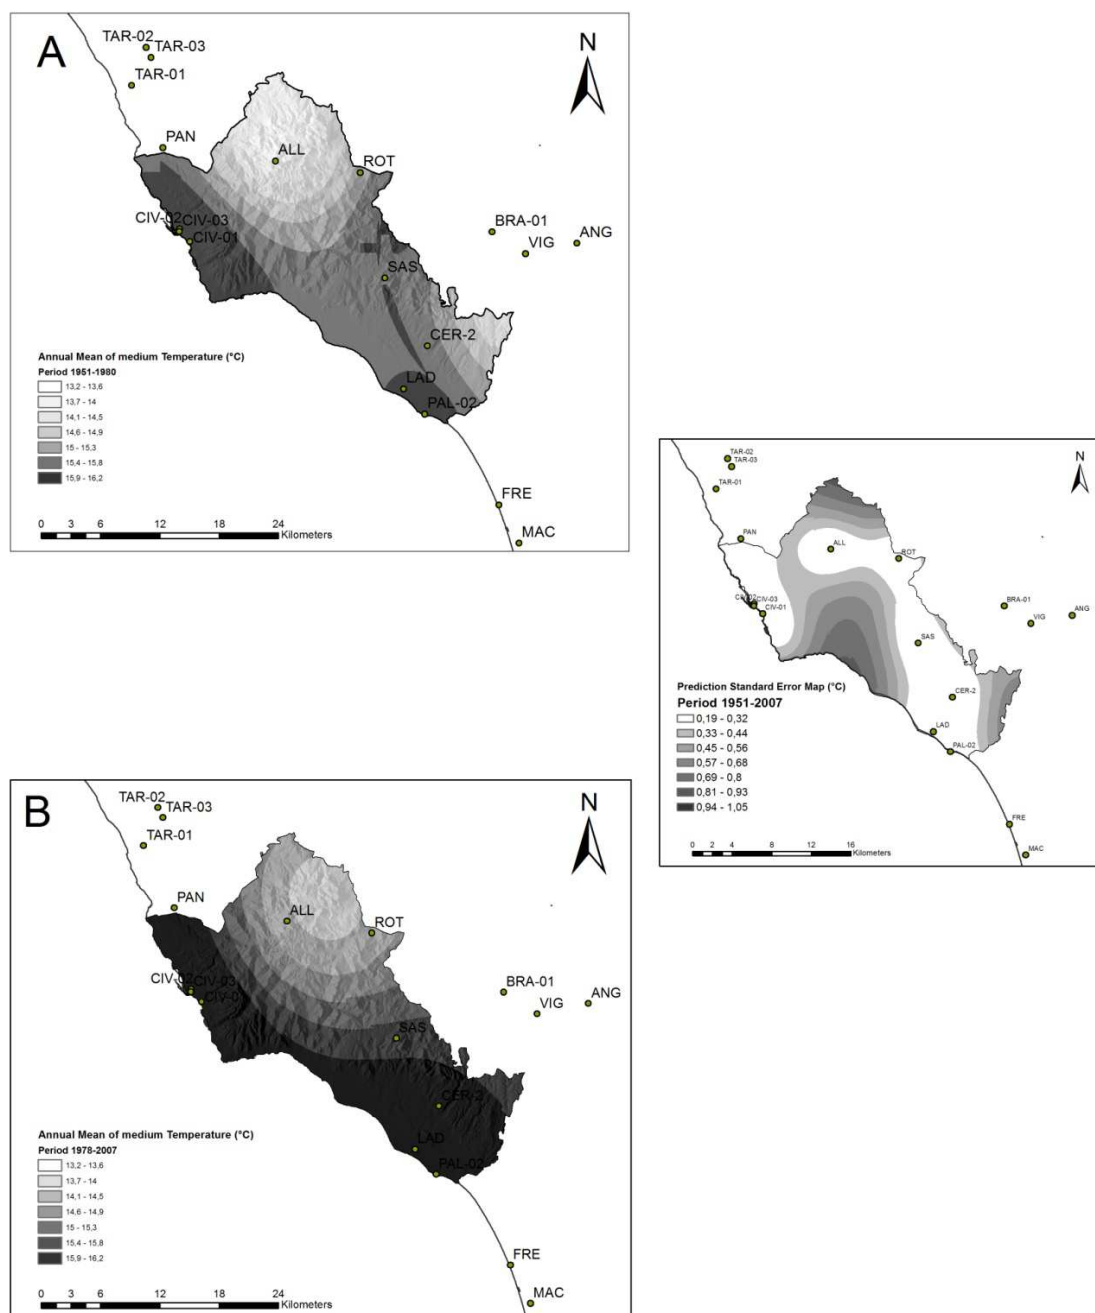 A
N
TAR-02
TAR-03
TAR-01
PAN
ALL
ROT
CIV-02
CIV-03
CIV-01
BRA-01
VIG
ANG
SAS
CER-2
LAD
PAL-02
FRE
MAC
Annual Mean of medium Temperature (°C)
Period 1951-1980
13,2 - 13,6
13,7 - 14
14,1 - 14,5
14,6 - 14,9
15 - 15,3
15,4 - 15,8
15,9 - 16,2
0 3 6 12 18 24
Kilometers
N
TAR-02
TAR-03
TAR-01
PAN
ALL
ROT
CIV-02
CIV-03
CIV-01
BRA-01
VIG
ANG
SAS
CER-2
LAD
PAL-02
FRE
MAC
Prediction Standard Error Map (°C)
Period 1951-2007
0,19 - 0,32
0,33 - 0,44
0,45 - 0,56
0,57 - 0,68
0,69 - 0,8
0,81 - 0,93
0,94 - 1,05
0 2 4 8 12 16
Kilometers
B
N
TAR-02
TAR-03
TAR-01
PAN
ALL
ROT
CIV-02
CIV-03
CIV-01
BRA-01
VIG
ANG
SAS
CER-2
LAD
PAL-02
FRE
MAC
Annual Mean of medium Temperature (°C)
Period 1978-2007
13,2 - 13,6
13,7 - 14
14,1 - 14,5
14,6 - 14,9
15 - 15,3
15,4 - 15,8
15,9 - 16,2
0 3 6 12 18 24
Kilometers